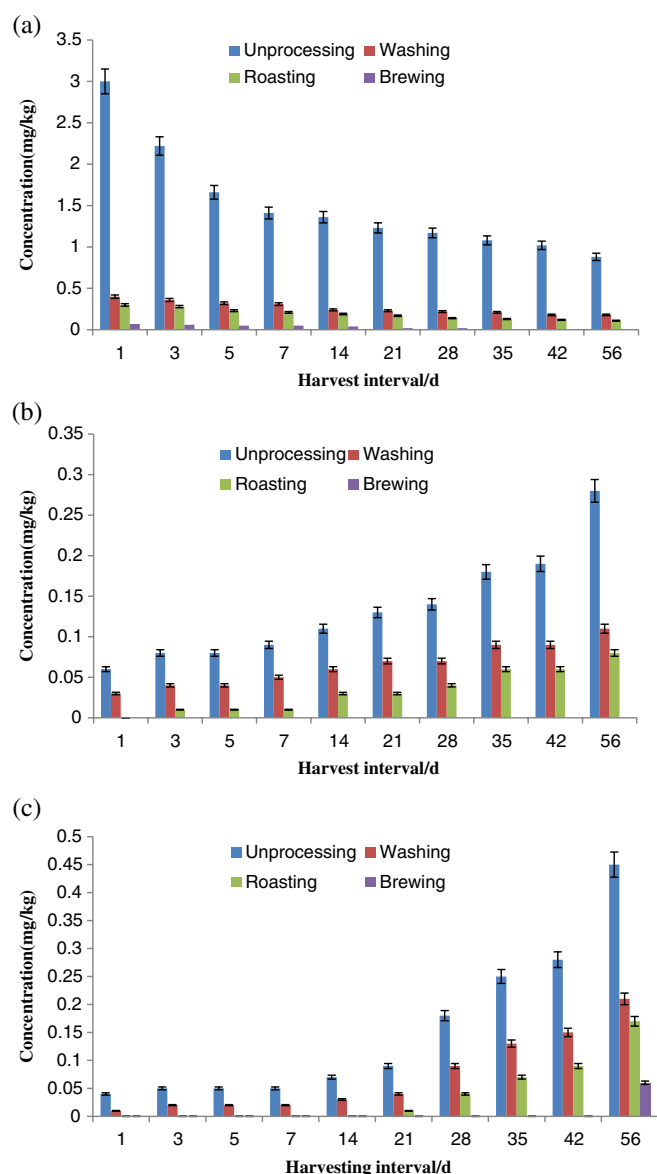 (a)
3.5
3
2.5
2
1.5
1
0.5
0
Concentration(mg/kg)
Unprocessing Washing
Roasting Brewing
1 3 5 7 14 21 28 35 42 56
Harvest interval/d
(b)
0.35
0.3
0.25
0.2
0.15
0.1
0.05
0
Concentration(mg/kg)
Unprocessing Washing
Roasting Brewing
1 3 5 7 14 21 28 35 42 56
Harvest interval/d
(c)
0.5
0.45
0.4
0.35
0.3
0.25
0.2
0.15
0.1
0.05
0
Concentration(mg/kg)
Unprocessing Washing
Roasting Brewing
1 3 5 7 14 21 28 35 42 56
Harvesting interval/d